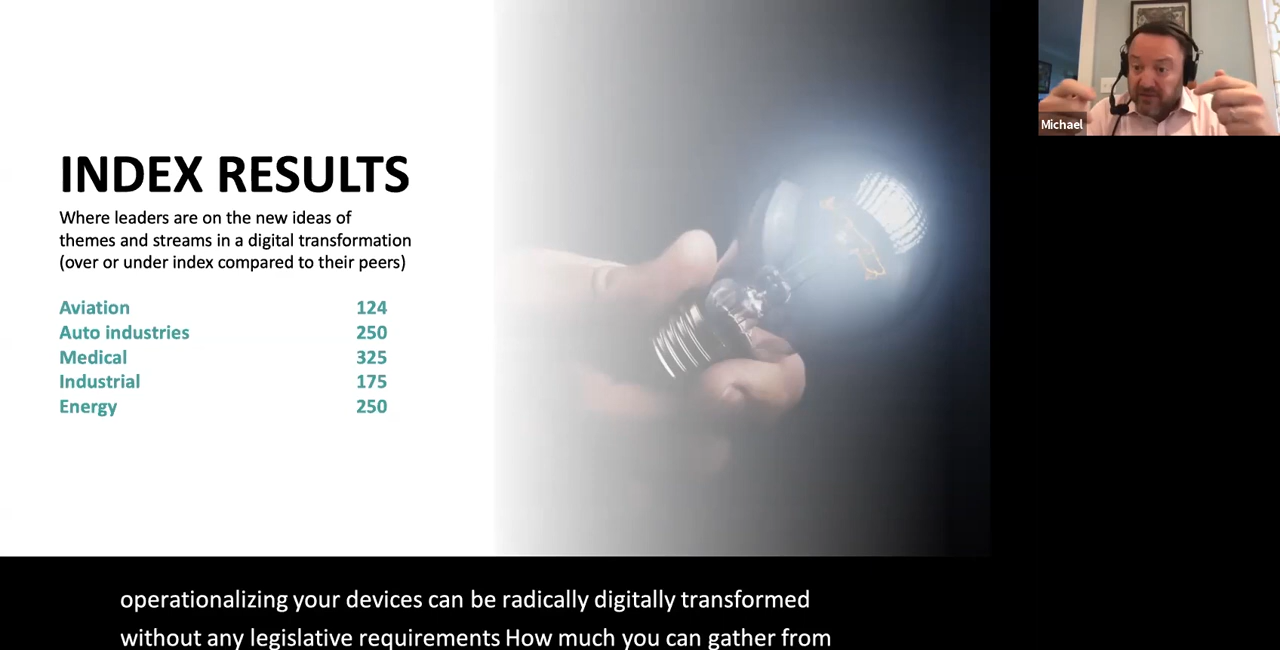 INDEX RESULTS
Where leaders are on the new ideas of
themes and streams in a digital transformation
(over or under index compared to their peers)
Aviation 124
Auto industries 250
Medical 325
Industrial 175
Energy 250
Michael
operationalizing your devices can be radically digitally transformed
without any legislative requirements How much you can gather from